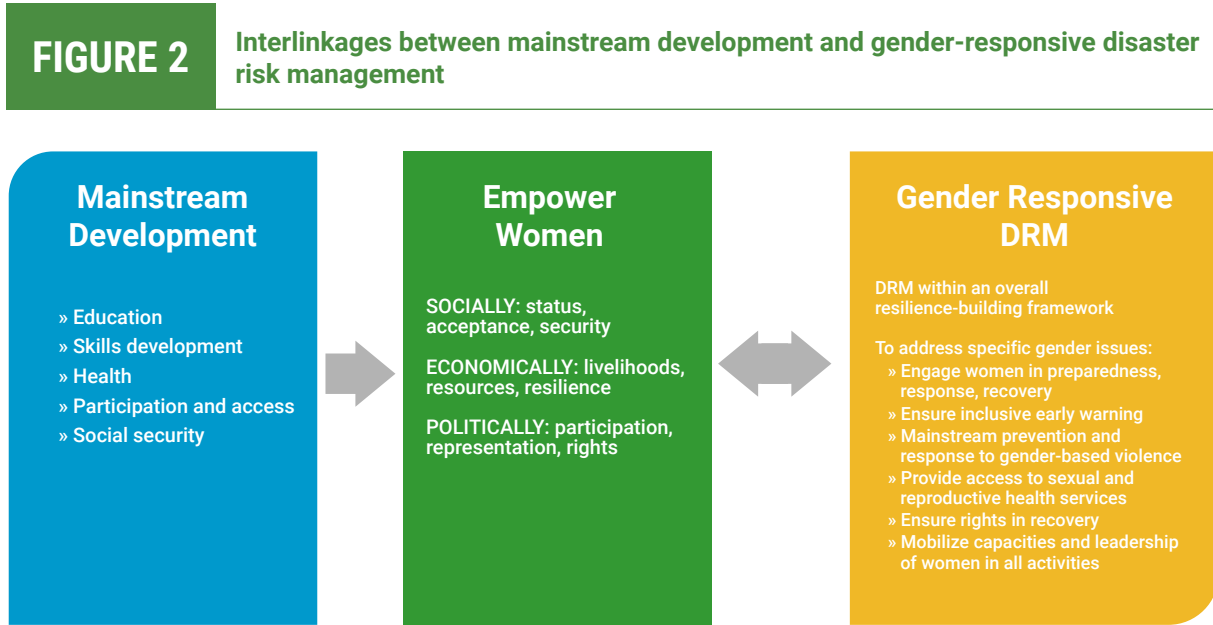 FIGURE 2
Interlinkages between mainstream development and gender-responsive disaster
risk management
Mainstream
Development
» Education
» Skills development
» Health
» Participation and access
» Social security
Empower
Women
SOCIALLY: status,
acceptance, security
ECONOMICALLY: livelihoods,
resources, resilience
POLITICALLY: participation,
representation, rights
Gender Responsive
DRM
DRM within an overall
resilience-building framework
To address specific gender issues:
» Engage women in preparedness,
response, recovery
» Ensure inclusive early warning
» Mainstream prevention and
response to gender-based violence
» Provide access to sexual and
reproductive health services
» Ensure rights in recovery
» Mobilize capacities and leadership
of women in all activities